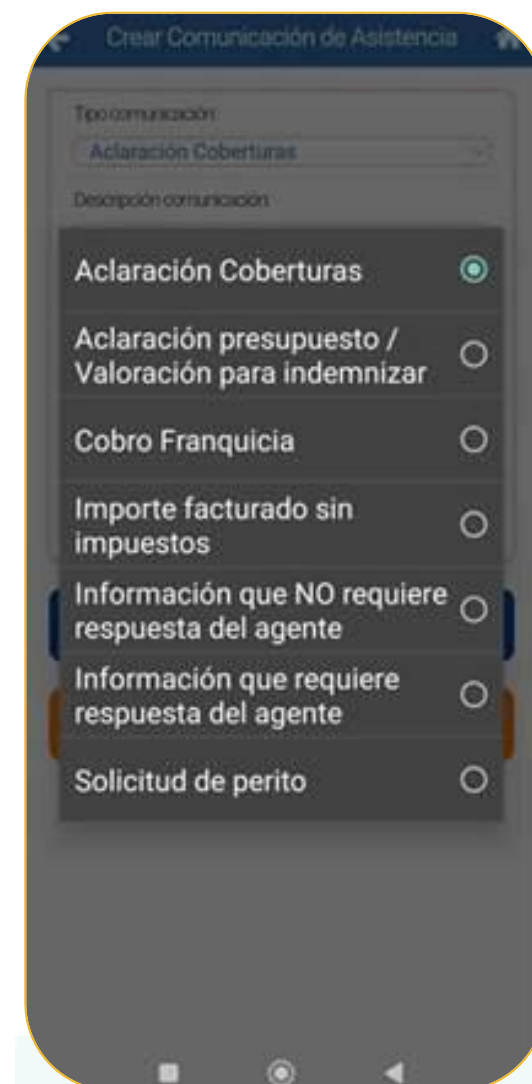 Crear Comunicación de Asistencia
Tipo comunicación
Aclaración Coberturas
Descripción comunicación
Aclaración Coberturas
Aclaración presupuesto /
Valoración para indemnizar
Cobro Franquicia
Importe facturado sin
impuestos
Información que NO requiere
respuesta del agente
Información que requiere
respuesta del agente
Solicitud de perito